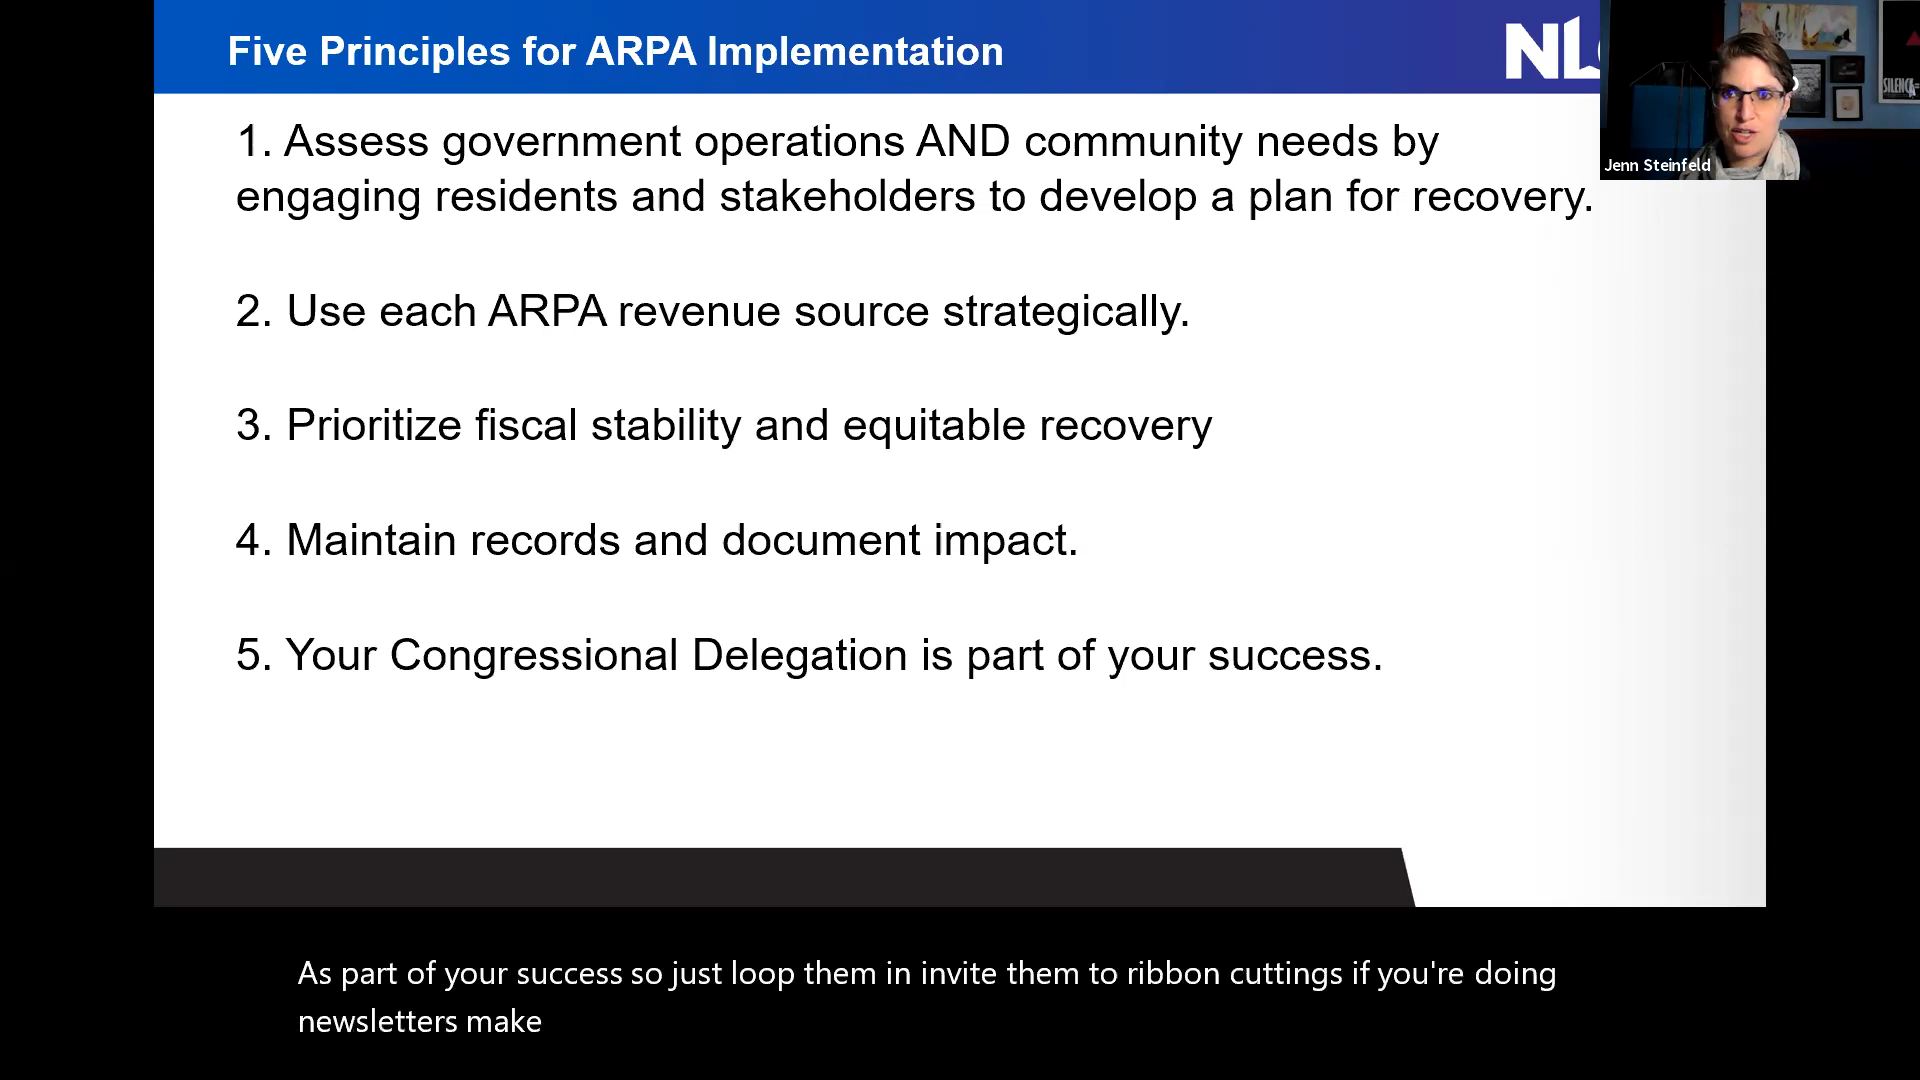 Five Principles for ARPA Implementation
NL
SILENCE
Jenn Steinfeld
1. Assess government operations AND community needs by
engaging residents and stakeholders to develop a plan for recovery.
2. Use each ARPA revenue source strategically.
3. Prioritize fiscal stability and equitable recovery
4. Maintain records and document impact.
5. Your Congressional Delegation is part of your success.
As part of your success so just loop them in invite them to ribbon cuttings if you're doing
newsletters make